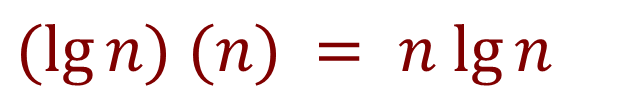 (lg n) (n) = n lg n